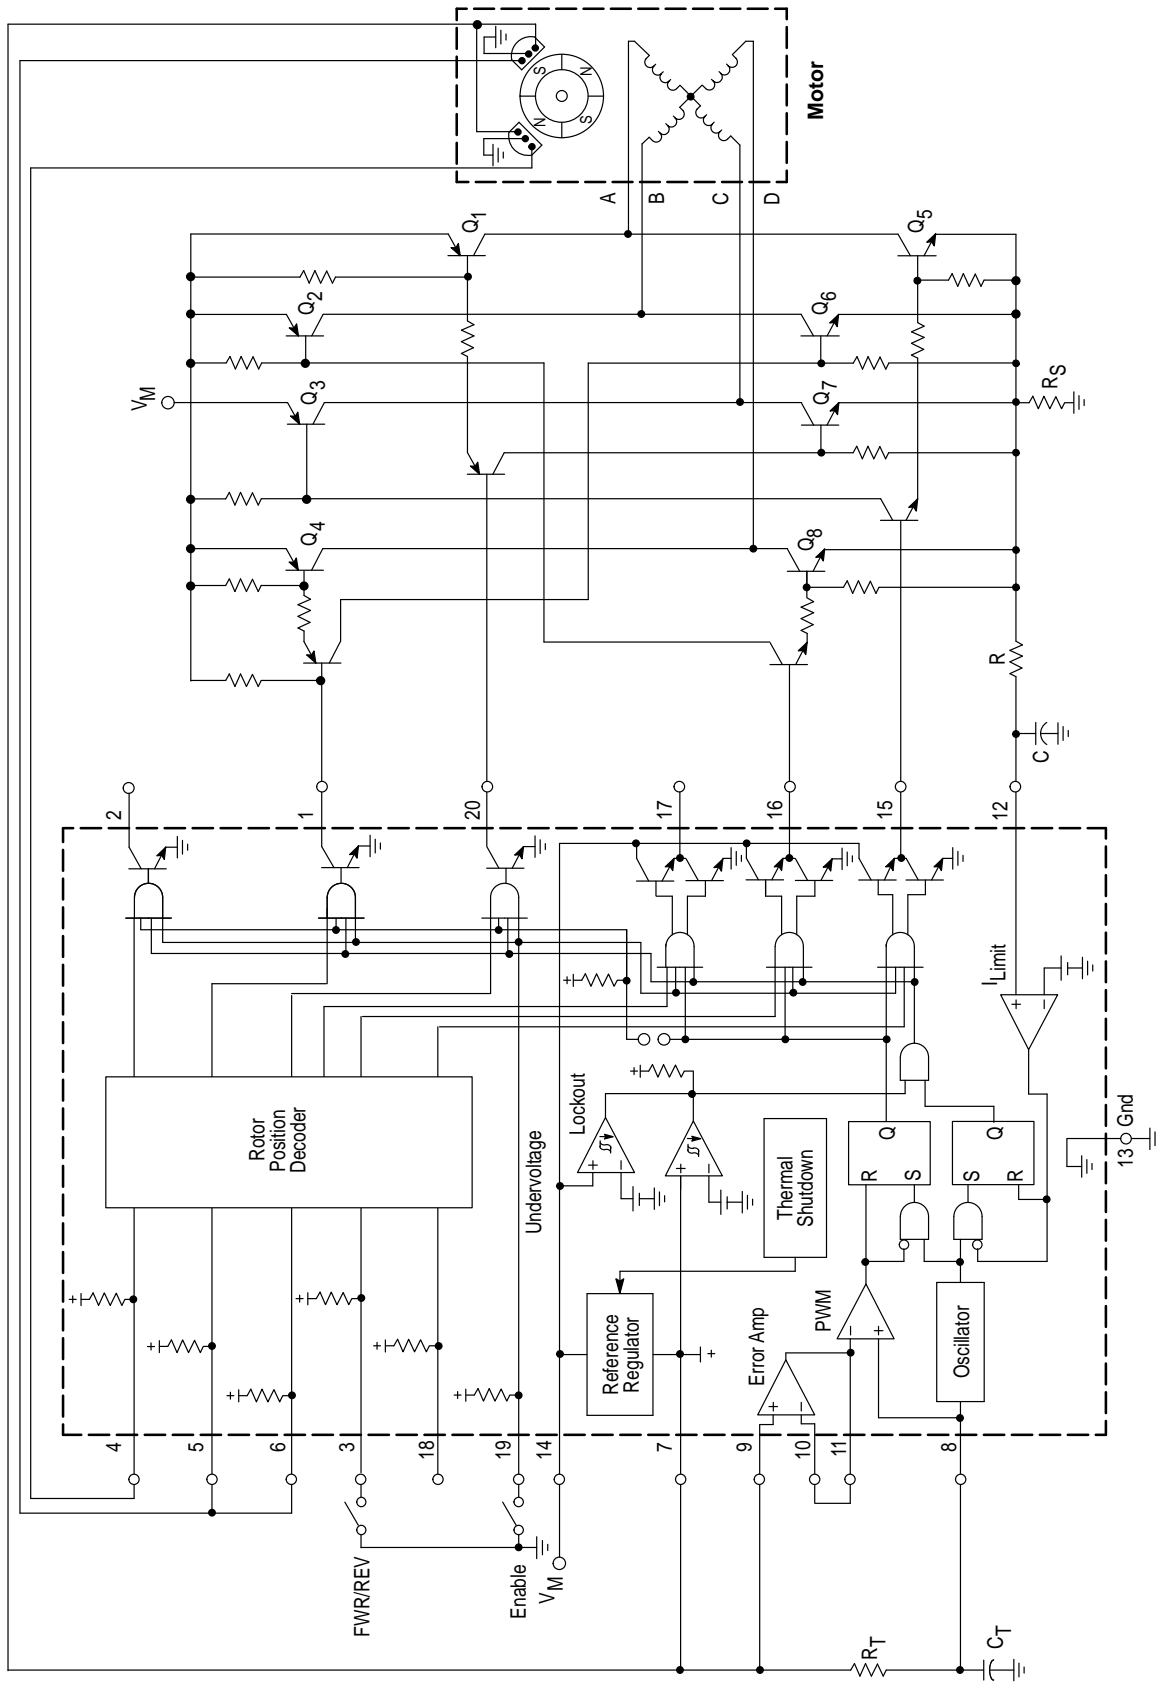 Motor
S
N
N
S
A
B
C
D
Q1
Q5
Q2
Q6
VM
Q3
Q7
RS
Q4
Q8
R
C
2
1
20
17
16
15
12
ILimit
+
−
Rotor
Position
Decoder
+
+
Undervoltage
Lockout
+
−
+
−
Thermal
Shutdown
R
Q
S
Q
S
R
13
Gnd
+
+
+
+
+
+
Reference
Regulator
+
Error Amp
+
−
PWM
−
+
Oscillator
4
5
6
3
18
19
14
7
9
10
11
8
FWR/REV
Enable
VM
RT
CT